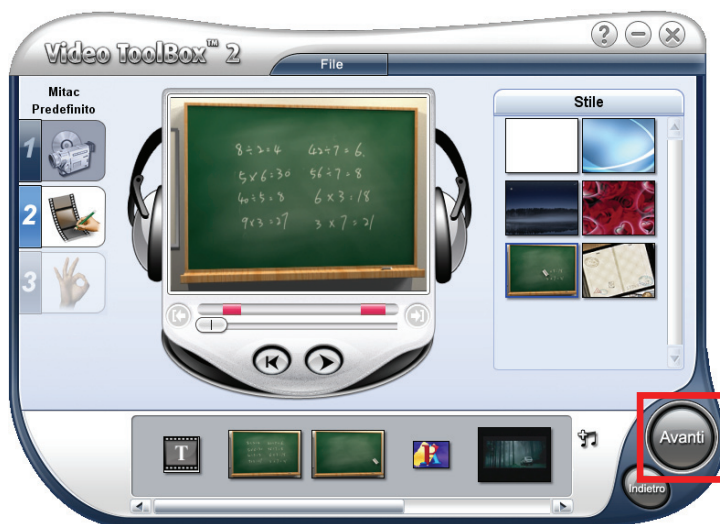 Video ToolBox™ 2
File
Mitac
Predefinito
1
2
3
8÷2=4 42÷7=6
5×6=30 56÷7=8
40÷5=8 6×3=18
9×3=27 3×7=21
Stile
T
Avanti
Indietro